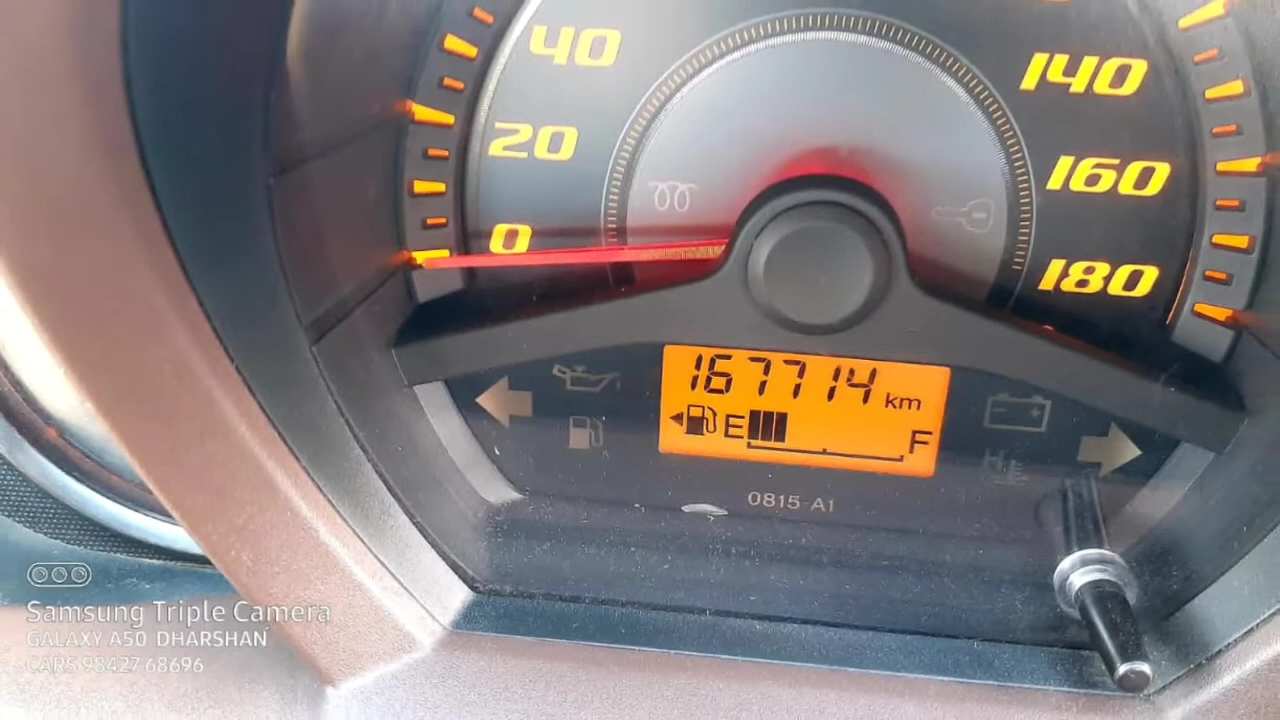 40
20
0
140
160
180
167714 km
E F
0815-A1
Samsung Triple Camera
GALAXY A50 DHARSHAN
CARS 98427 68696